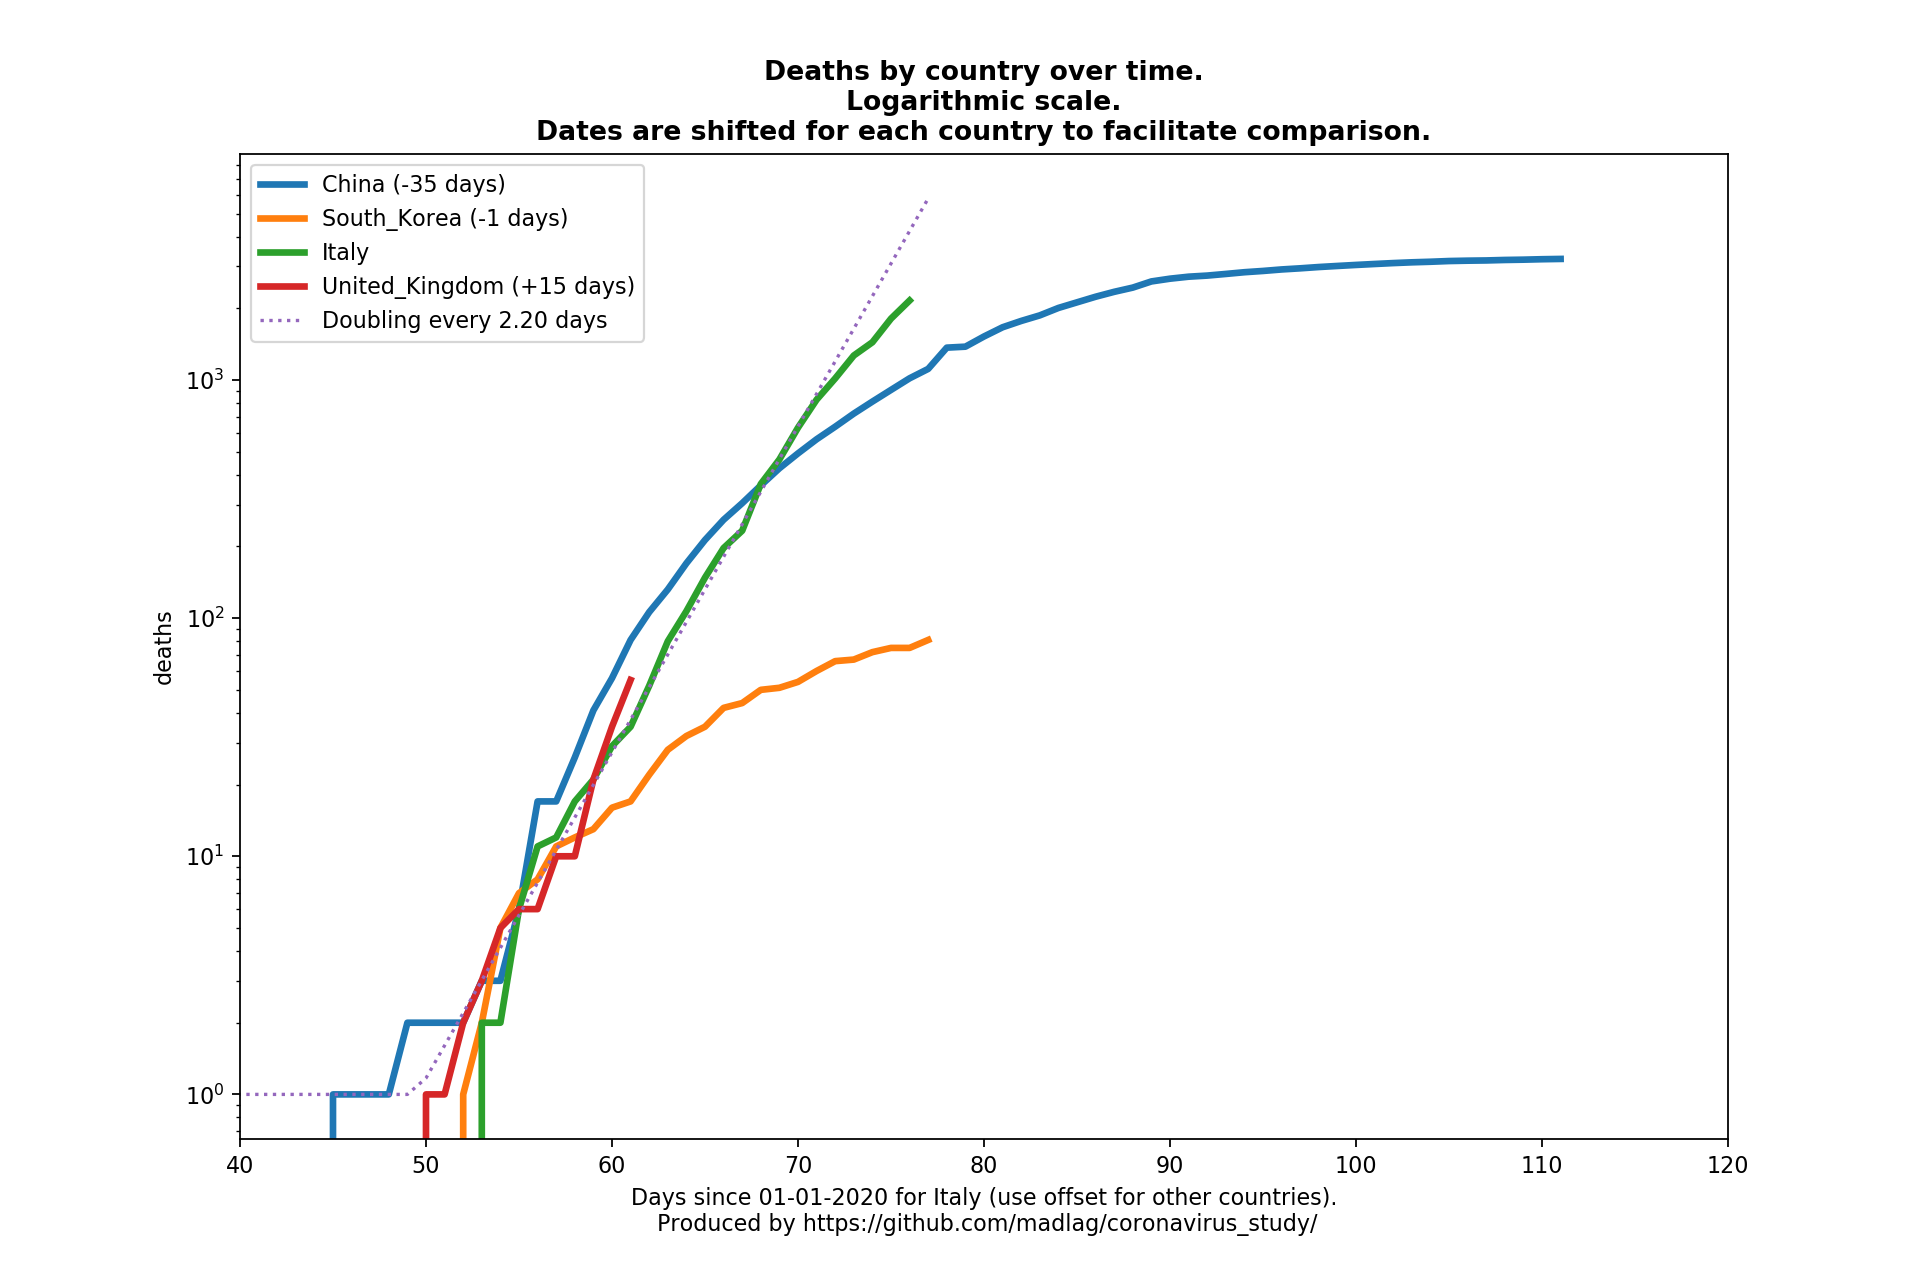 Deaths by country over time.
Logarithmic scale.
Dates are shifted for each country to facilitate comparison.
China (-35 days)
South_Korea (-1 days)
Italy
United_Kingdom (+15 days)
Doubling every 2.20 days
10³
10²
10¹
10⁰
deaths
40 50 60 70 80 90 100 110 120
Days since 01-01-2020 for Italy (use offset for other countries).
Produced by https://github.com/madlag/coronavirus_study/